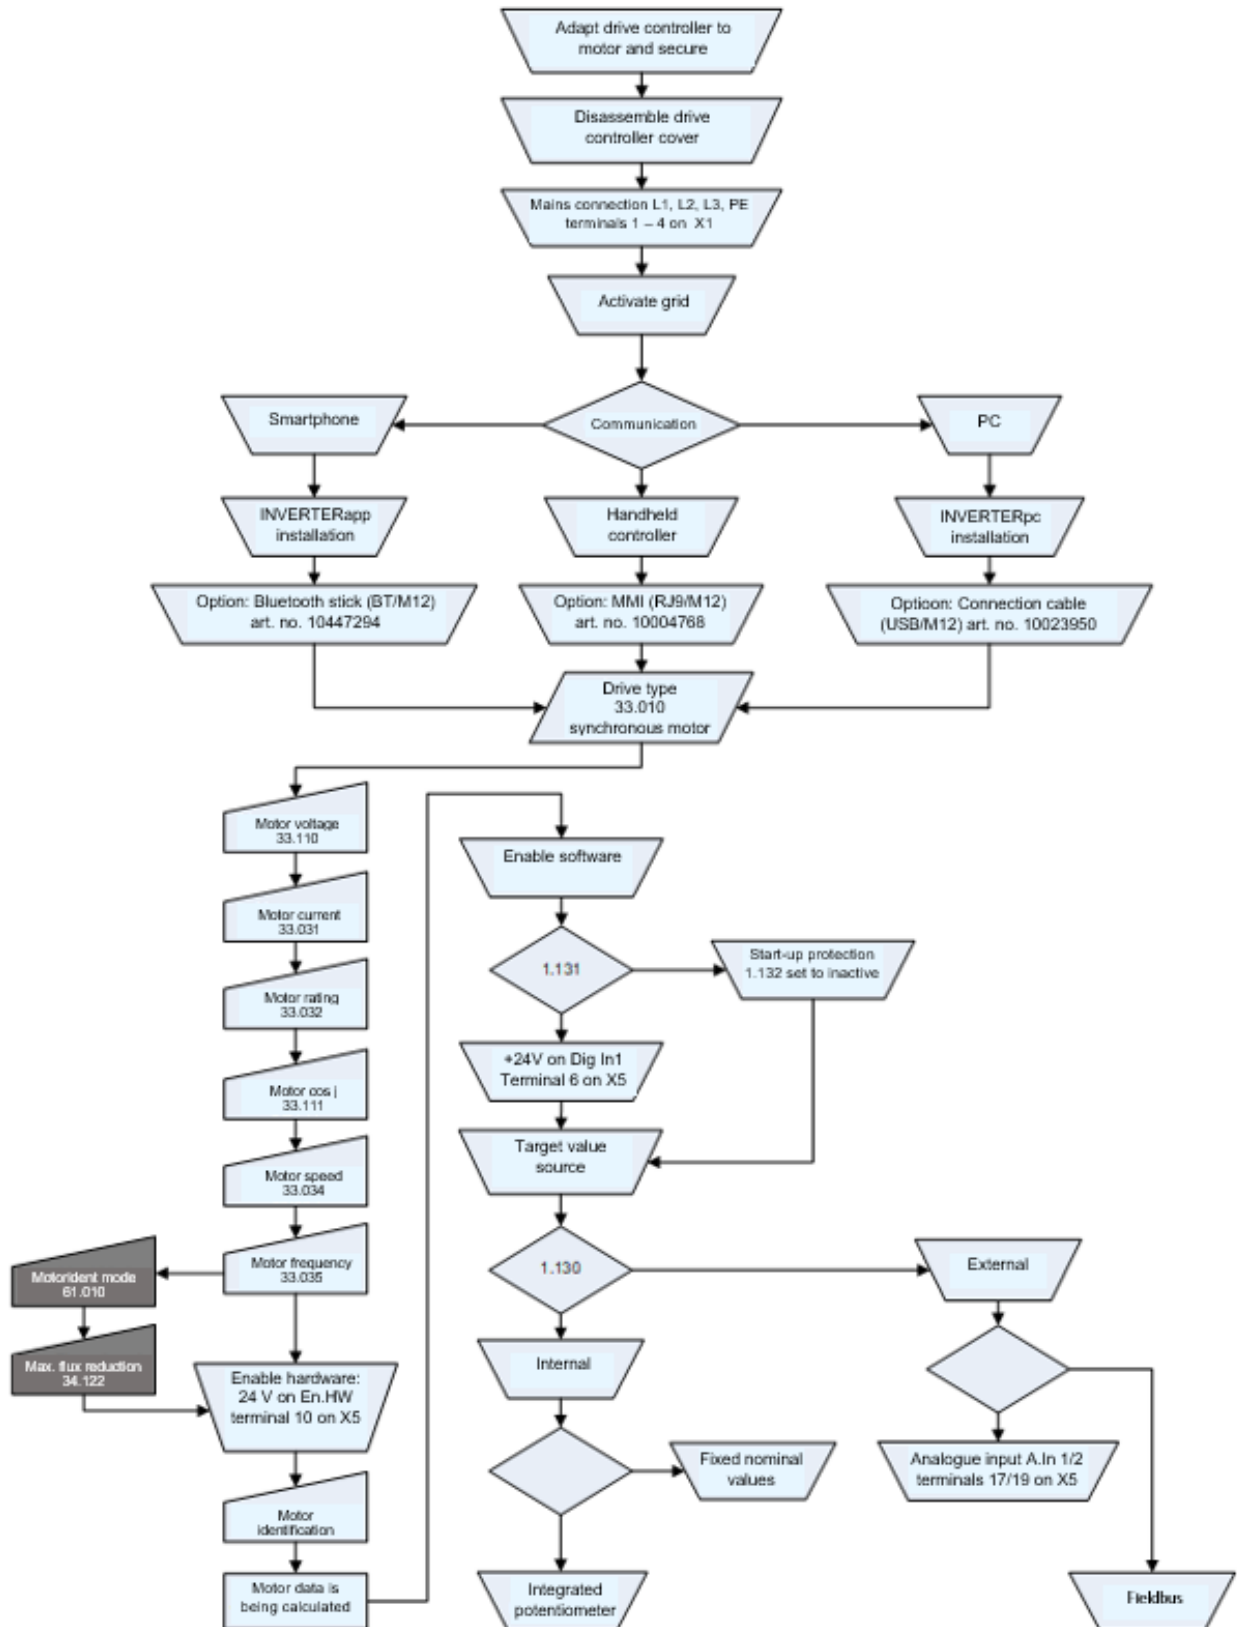 Adapt drive controller to
motor and secure
Disassemble drive
controller cover
Mains connection L1, L2, L3, PE
terminals 1 – 4 on X1
Activate grid
Smartphone
Communication
PC
INVERTERapp
installation
Handheld
controller
INVERTERpc
installation
Option: Bluetooth stick (BT/M12)
art. no. 10447294
Option: MMI (RJ9/M12)
art. no. 10004768
Optioon: Connection cable
(USB/M12) art. no. 10023950
Drive type
33.010
synchronous motor
Motor voltage
33.110
Motor current
33.031
Motor rating
33.032
Motor cos j
33.111
Motor speed
33.034
Motor frequency
33.035
Motorident mode
61.010
Max. flux reduction
34.122
Enable hardware:
24 V on En.HW
terminal 10 on X5
Motor
identification
Motor data is
being calculated
Enable software
1.131
Start-up protection
1.132 set to inactive
+24V on Dig In1
Terminal 6 on X5
Target value
source
1.130
External
Internal
Fixed nominal
values
Analogue input A.In 1/2
terminals 17/19 on X5
Integrated
potentiometer
Fieldbus